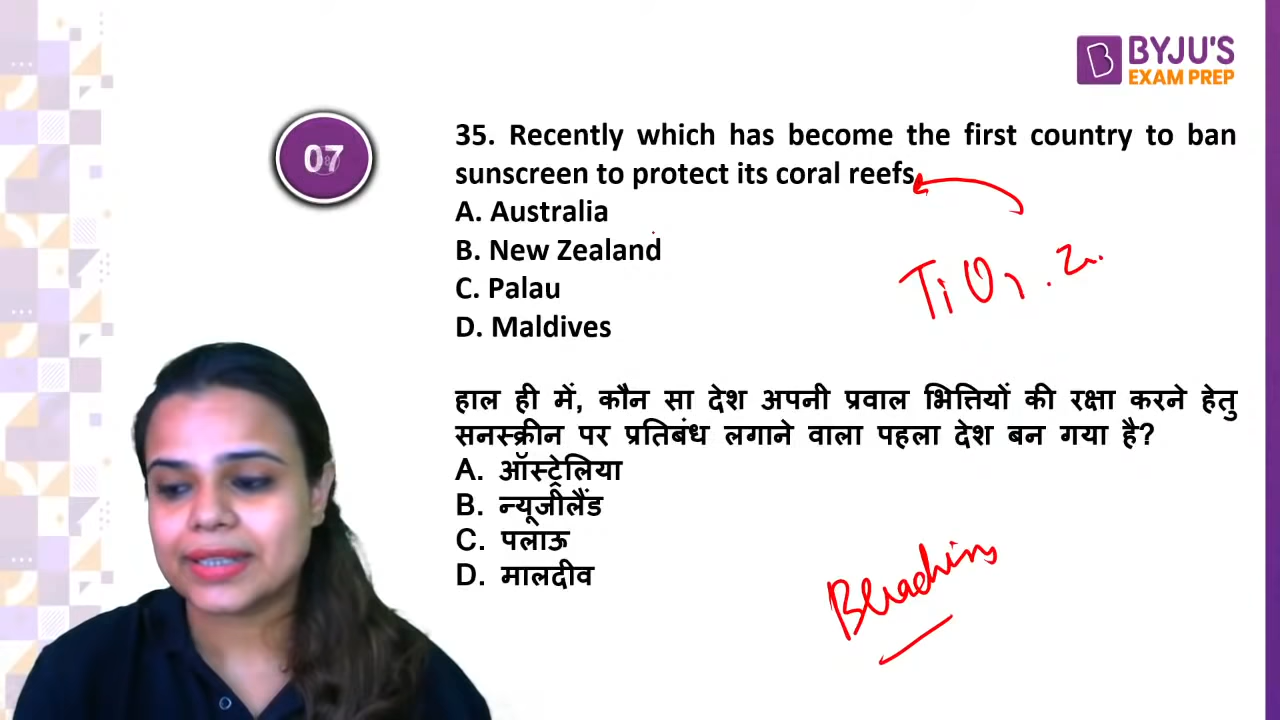 BYJU'S
EXAM PREP
07
35. Recently which has become the first country to ban
sunscreen to protect its coral reefs
A. Australia
B. New Zealand
C. Palau
D. Maldives
हाल ही में, कौन सा देश अपनी प्रवाल भित्तियों की रक्षा करने हेतु
सनस्क्रीन पर प्रतिबंध लगाने वाला पहला देश बन गया है?
A. ऑस्ट्रेलिया
B. न्यूजीलैंड
C. पलाऊ
D. मालदीव
Bleaching